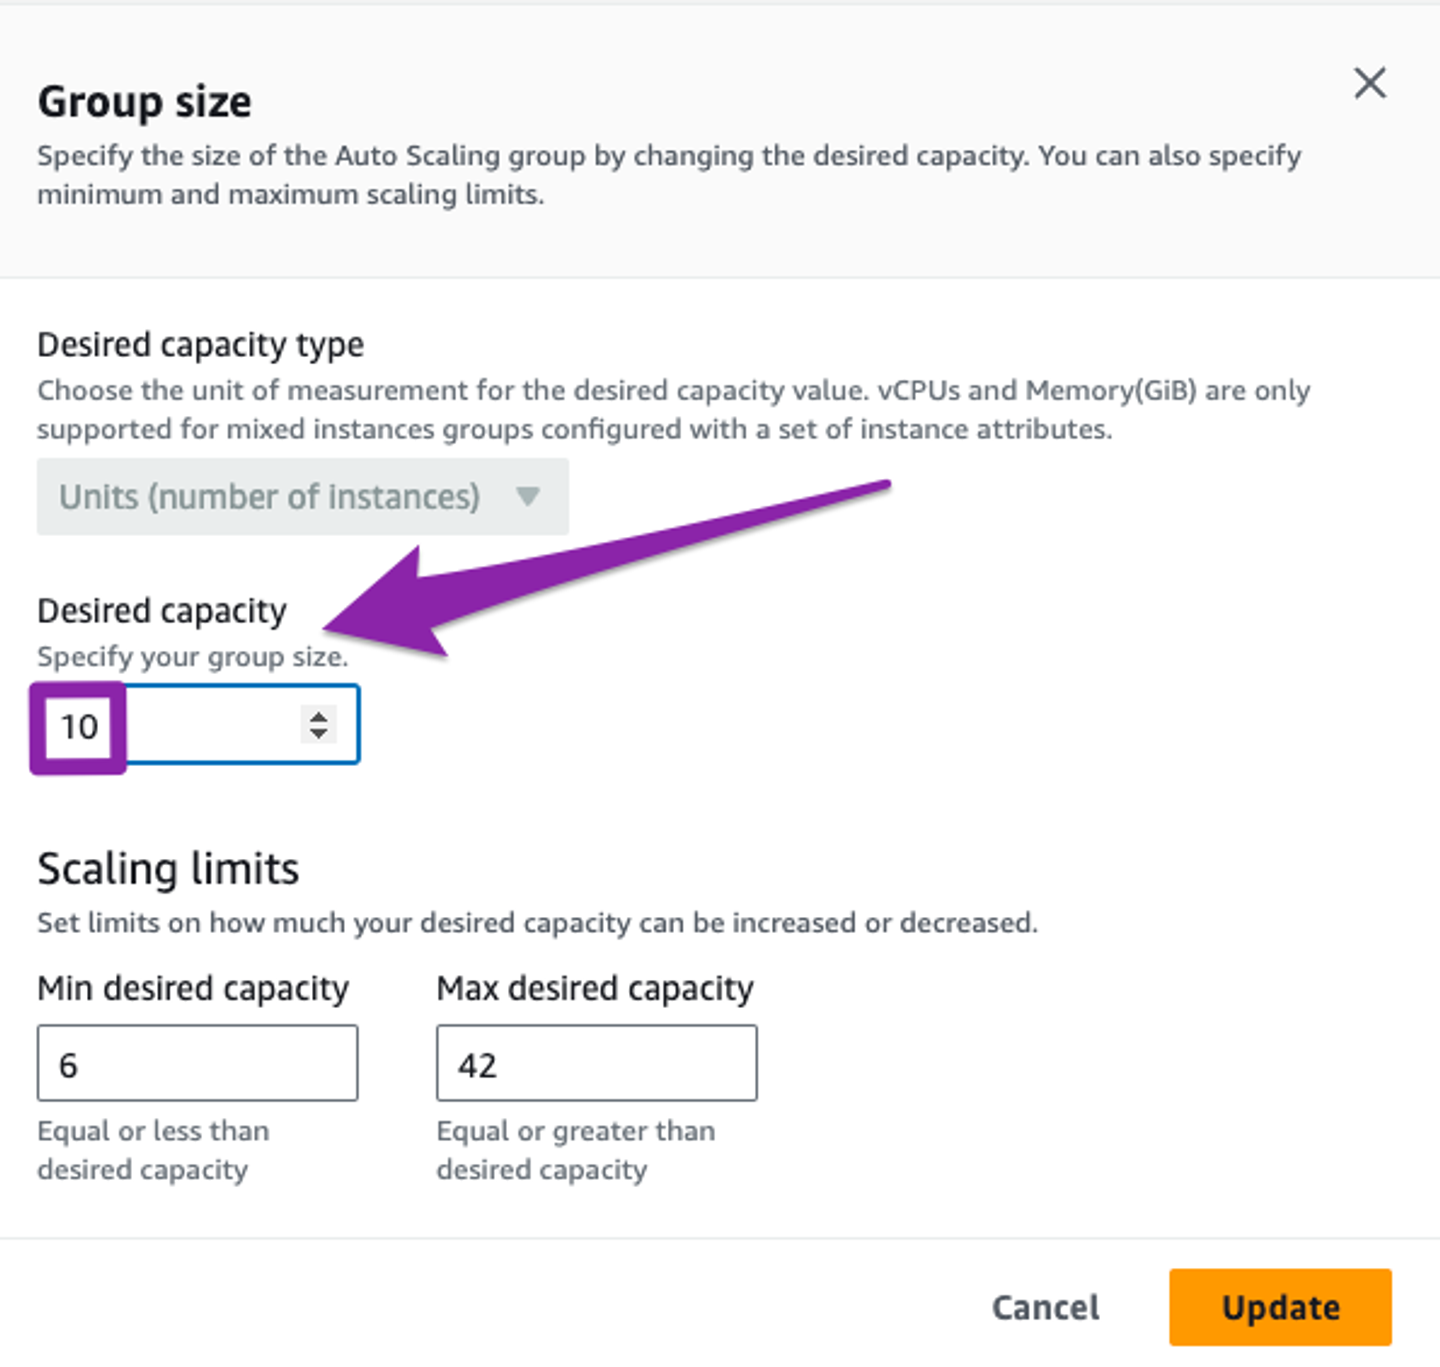 Group size
Specify the size of the Auto Scaling group by changing the desired capacity. You can also specify
minimum and maximum scaling limits.
Desired capacity type
Choose the unit of measurement for the desired capacity value. vCPUs and Memory(GiB) are only
supported for mixed instances groups configured with a set of instance attributes.
Units (number of instances)
Desired capacity
Specify your group size.
10
Scaling limits
Set limits on how much your desired capacity can be increased or decreased.
Min desired capacity
6
Equal or less than
desired capacity
Max desired capacity
42
Equal or greater than
desired capacity
Cancel
Update